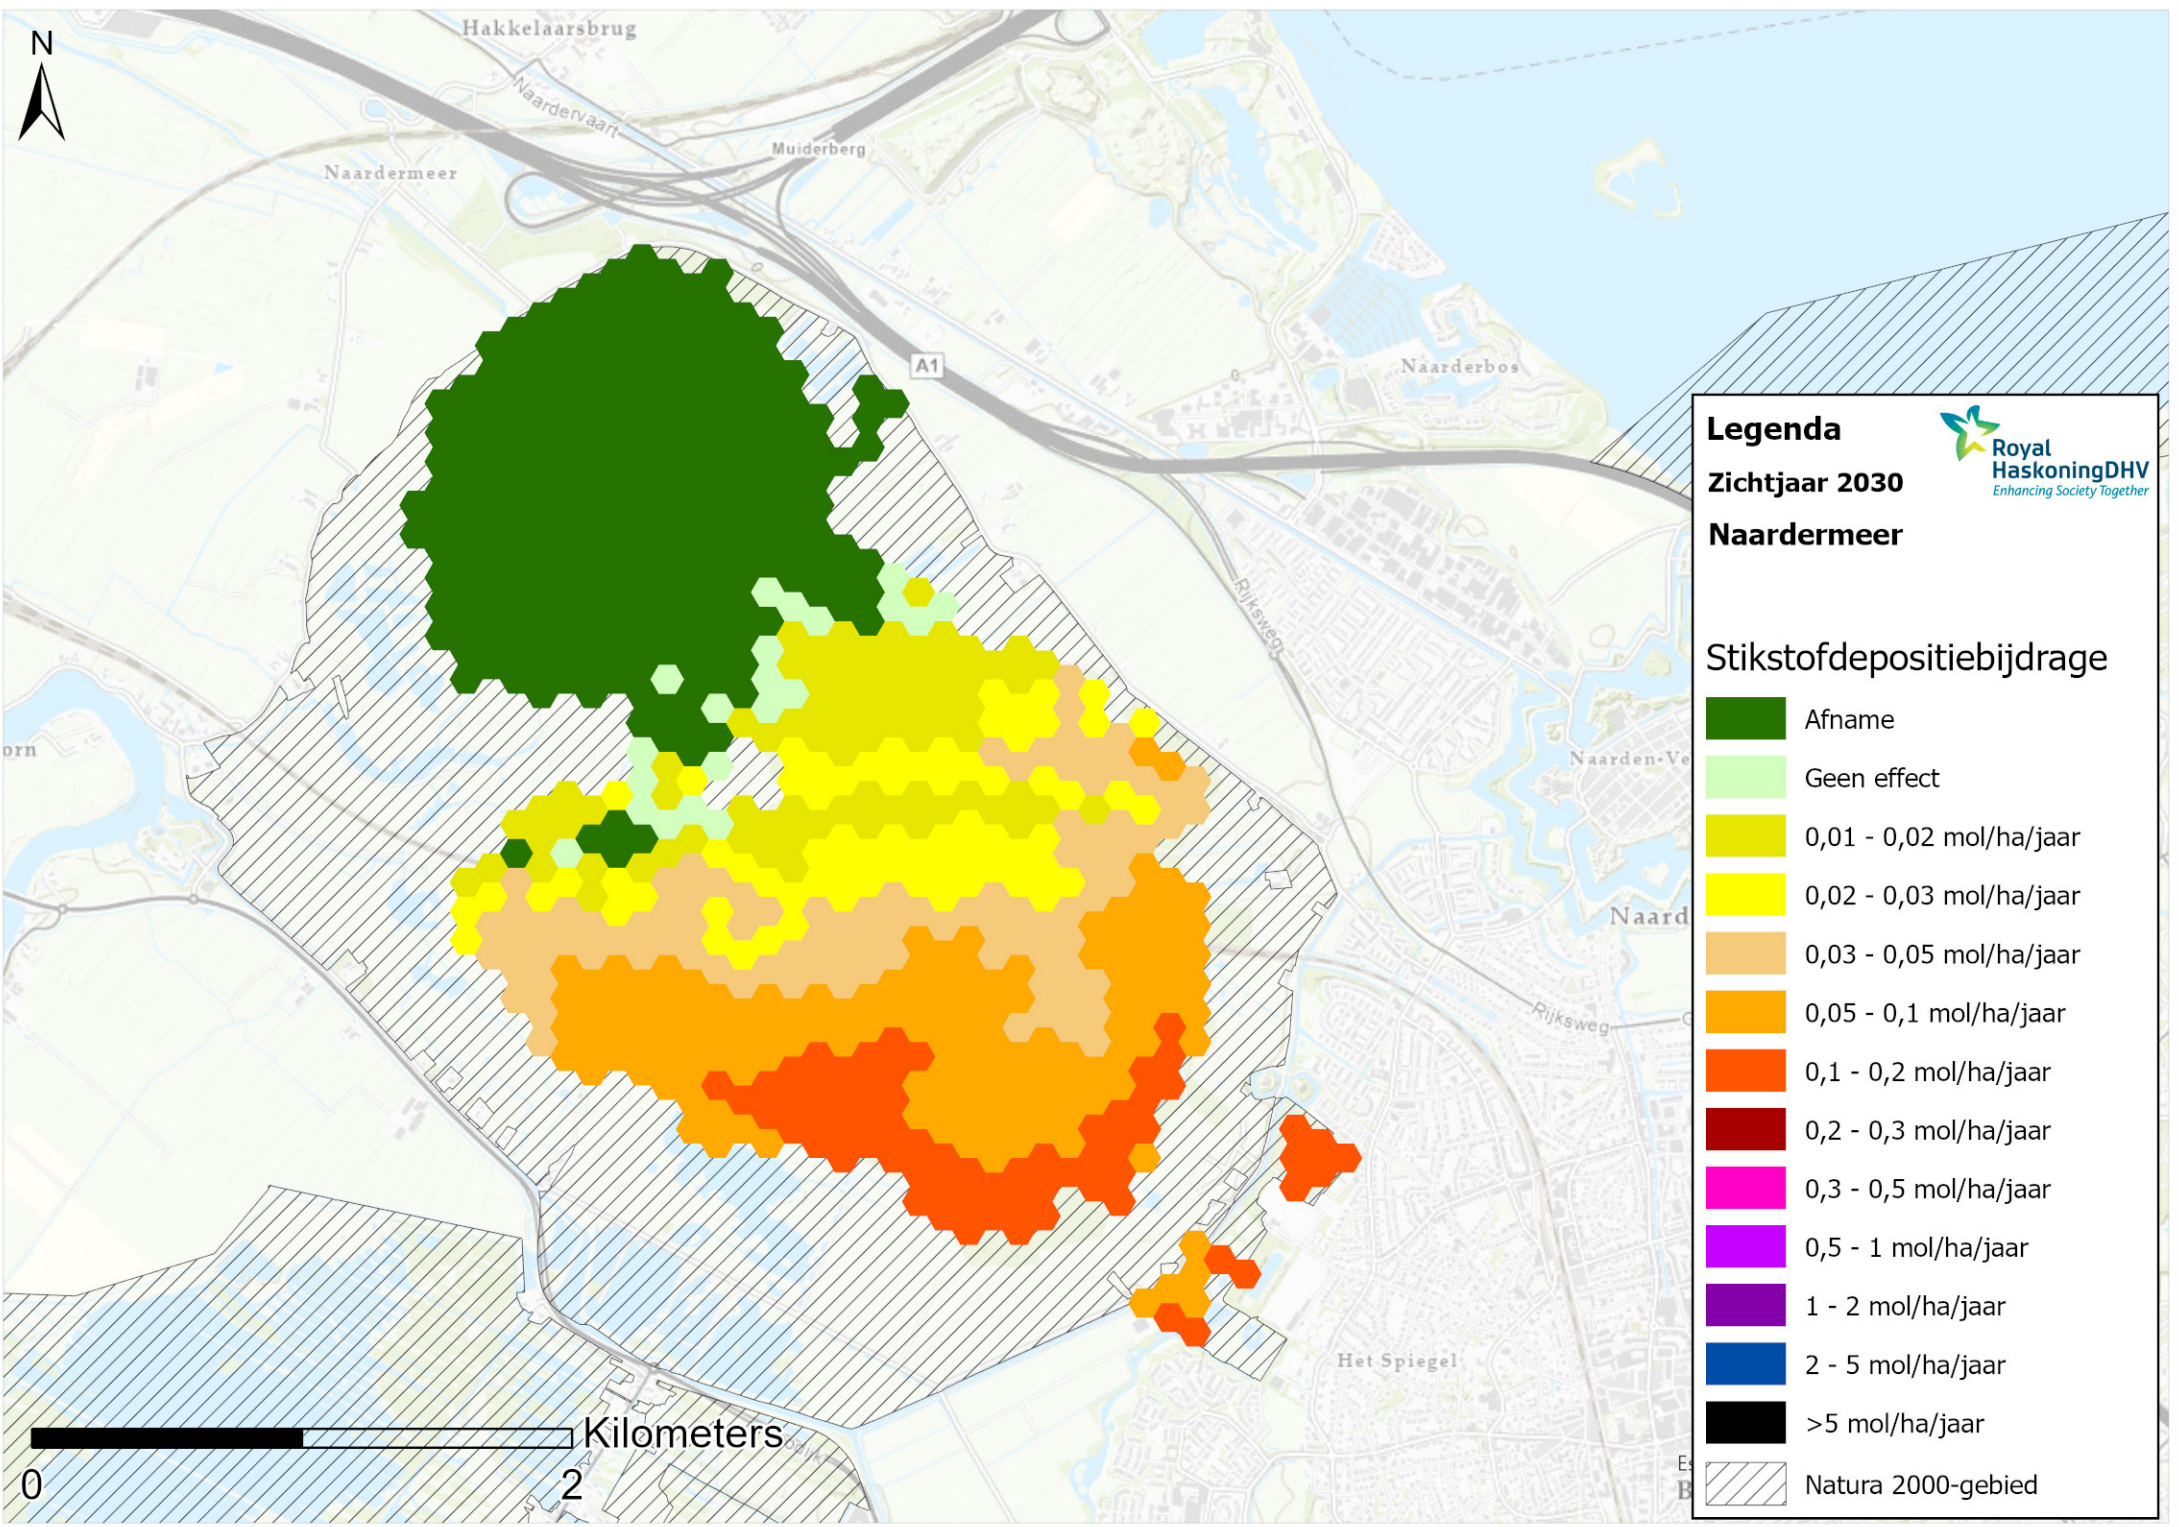 N
Hakkelaarsbrug
Naardervaart
Muiderberg
Naardermeer
A1
Naarderbos
Rijksweg
Naarden-Ve
Naard
Rijksweg
orn
Het Spiegel
Legenda
Zichtjaar 2030
Naardermeer
Royal
HaskoningDHV
Enhancing Society Together
Stikstofdepositiebijdrage
Afname
Geen effect
0,01 - 0,02 mol/ha/jaar
0,02 - 0,03 mol/ha/jaar
0,03 - 0,05 mol/ha/jaar
0,05 - 0,1 mol/ha/jaar
0,1 - 0,2 mol/ha/jaar
0,2 - 0,3 mol/ha/jaar
0,3 - 0,5 mol/ha/jaar
0,5 - 1 mol/ha/jaar
1 - 2 mol/ha/jaar
2 - 5 mol/ha/jaar
>5 mol/ha/jaar
Natura 2000-gebied
Kilometers
0 2